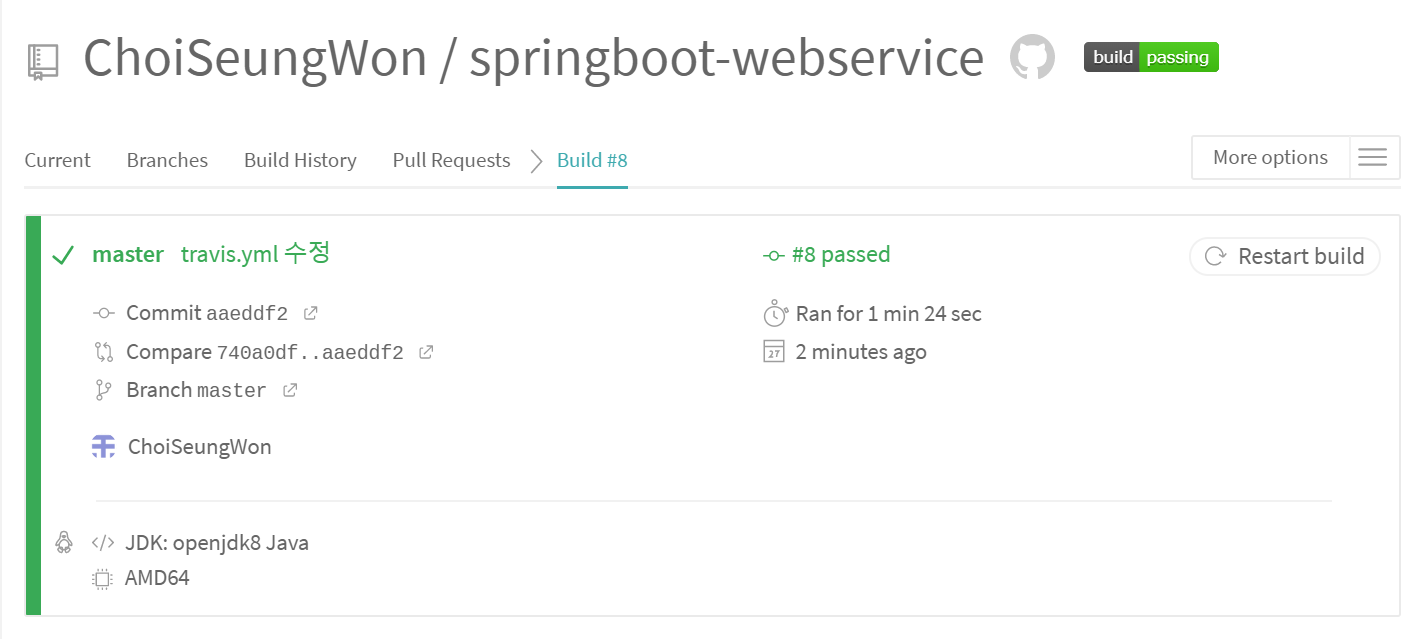 ChoiSeungWon / springboot-webservice build passing
Current Branches Build History Pull Requests Build #8 More options
master travis.yml 수정 #8 passed Restart build
Commit aaeddf2 Ran for 1 min 24 sec
Compare 740a0df..aaeddf2 27 2 minutes ago
Branch master
ChoiSeungWon
</> JDK: openjdk8 Java
AMD64